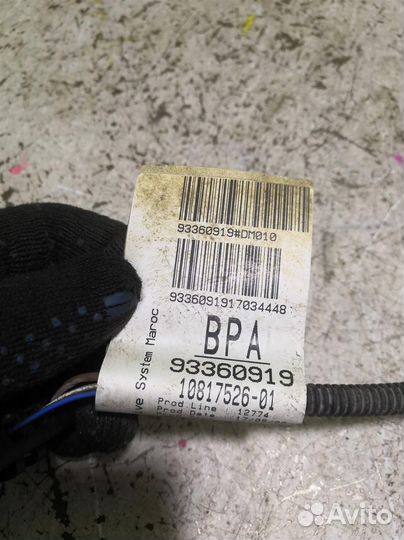 93360919#DM010
9336091917034448
BPA
93360919
10817526-01
Prod Line : 12774
Prod Date
System Maroc
Avito